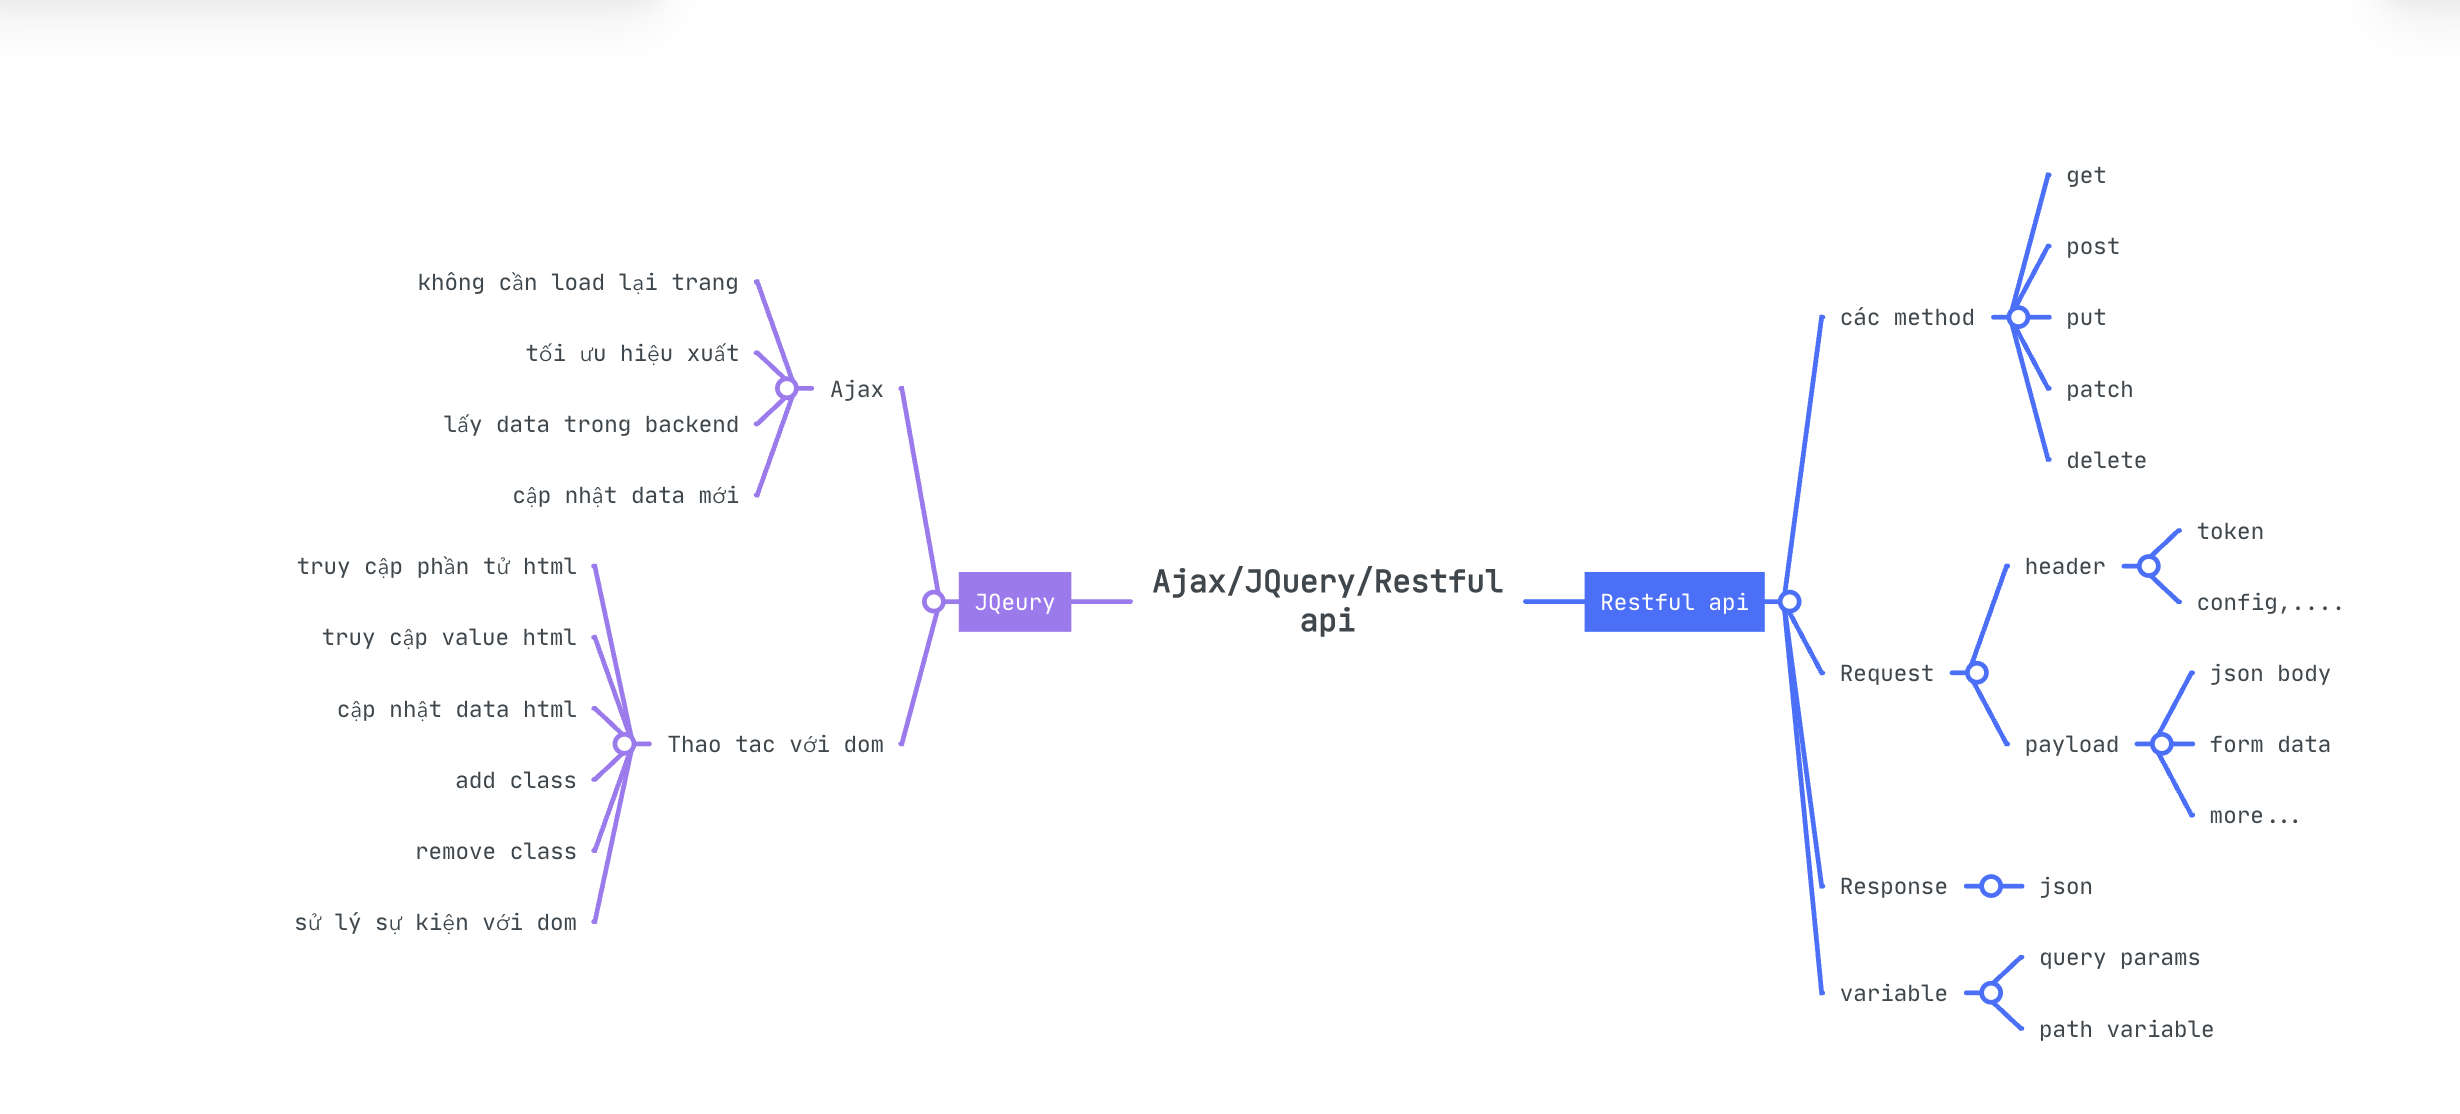 Ajax/JQuery/Restful
api
JQeury
Ajax
không cần load lại trang
tối ưu hiệu xuất
lấy data trong backend
cập nhật data mới
Thao tac với dom
truy cập phần tử html
truy cập value html
cập nhật data html
add class
remove class
sử lý sự kiện với dom
Restful api
các method
get
post
put
patch
delete
Request
header
token
config,....
payload
json body
form data
more...
Response
json
variable
query params
path variable